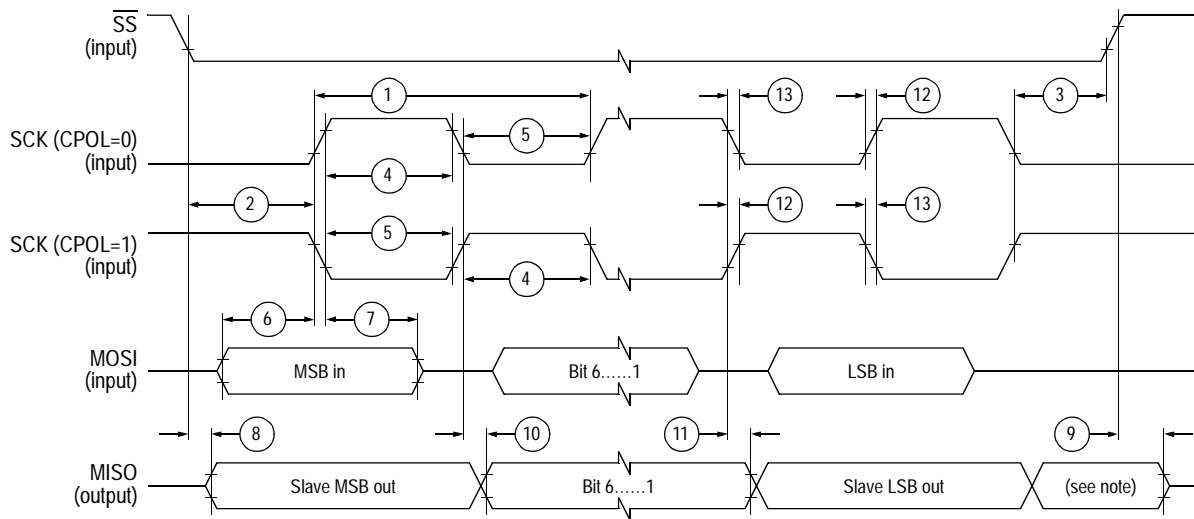 SS
(input)
1
13
12
3
SCK (CPOL=0)
(input)
5
4
2
12
13
SCK (CPOL=1)
(input)
5
4
6
7
MOSI
(input)
MSB in
Bit 6......1
LSB in
8
10
11
9
MISO
(output)
Slave MSB out
Bit 6......1
Slave LSB out
(see note)